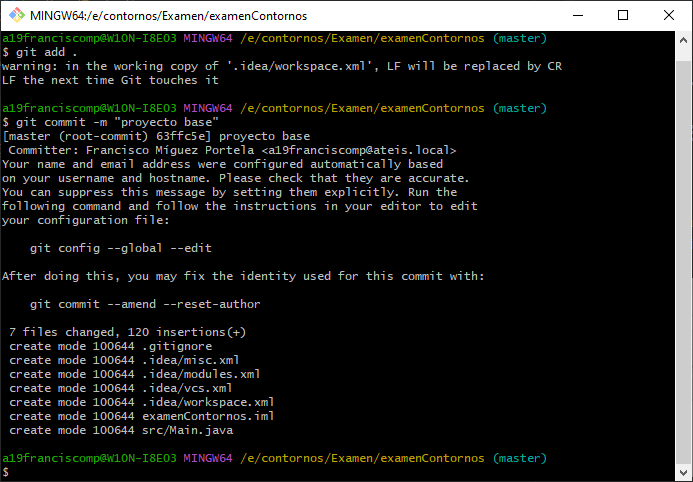 MINGW64:/e/contornos/Examen/examenContornos
a19franciscomp@W10N-I8E03 MINGW64 /e/contornos/Examen/examenContornos (master)
$ git add .
warning: in the working copy of '.idea/workspace.xml', LF will be replaced by CR
LF the next time Git touches it
a19franciscomp@W10N-I8E03 MINGW64 /e/contornos/Examen/examenContornos (master)
$ git commit -m "proyecto base"
[master (root-commit) 63ffc5e] proyecto base
 Committer: Francisco Míguez Portela <a19franciscomp@ateis.local>
Your name and email address were configured automatically based
on your username and hostname. Please check that they are accurate.
You can suppress this message by setting them explicitly. Run the
following command and follow the instructions in your editor to edit
your configuration file:
    git config --global --edit
After doing this, you may fix the identity used for this commit with:
    git commit --amend --reset-author
 7 files changed, 120 insertions(+)
 create mode 100644 .gitignore
 create mode 100644 .idea/misc.xml
 create mode 100644 .idea/modules.xml
 create mode 100644 .idea/vcs.xml
 create mode 100644 .idea/workspace.xml
 create mode 100644 examenContornos.iml
 create mode 100644 src/Main.java
a19franciscomp@W10N-I8E03 MINGW64 /e/contornos/Examen/examenContornos (master)
$